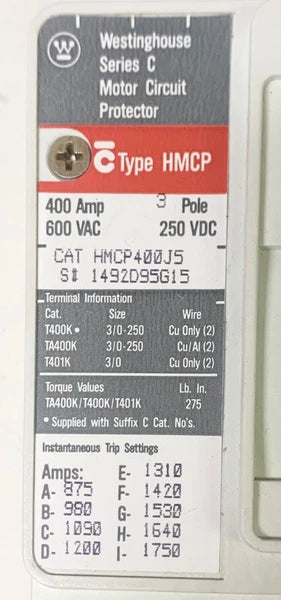 Westinghouse
Series C
Motor Circuit
Protector
C Type HMCP
400 Amp 3 Pole
600 VAC 250 VDC
CAT HMCP400J5
S# 1492D95G15
Terminal Information
Cat. Size Wire
T400K • 3/0-250 Cu Only (2)
TA400K 3/0-250 Cu/Al (2)
T401K 3/0 Cu Only (2)
Torque Values Lb. In.
TA400K/T400K/T401K 275
• Supplied with Suffix C Cat. No's.
Instantaneous Trip Settings
Amps: E- 1310
A- 875 F- 1420
B- 980 G- 1530
C- 1090 H- 1640
D- 1200 I- 1750